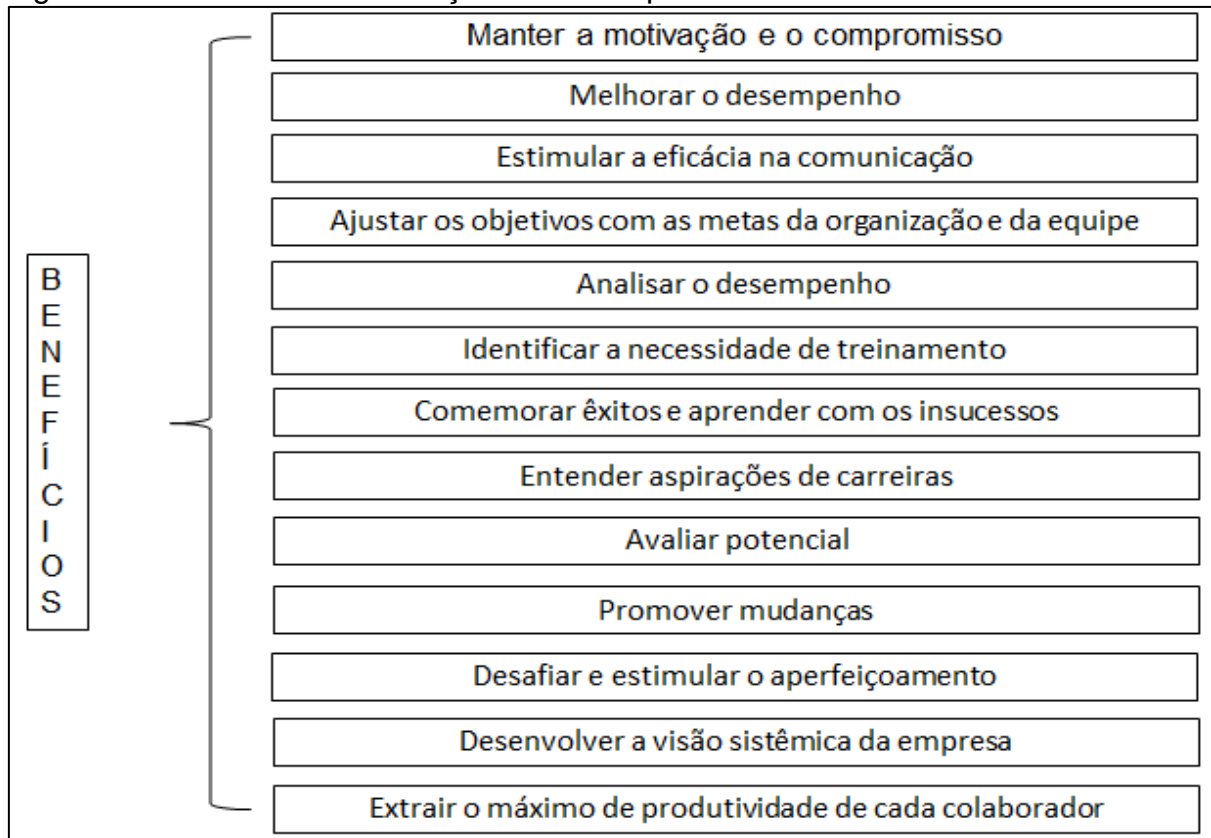 Manter a motivação e o compromisso
Melhorar o desempenho
Estimular a eficácia na comunicação
Ajustar os objetivos com as metas da organização e da equipe
Analisar o desempenho
Identificar a necessidade de treinamento
Comemorar êxitos e aprender com os insucessos
Entender aspirações de carreiras
Avaliar potencial
Promover mudanças
Desafiar e estimular o aperfeiçoamento
Desenvolver a visão sistêmica da empresa
Extrair o máximo de produtividade de cada colaborador
BENEFÍCIOS